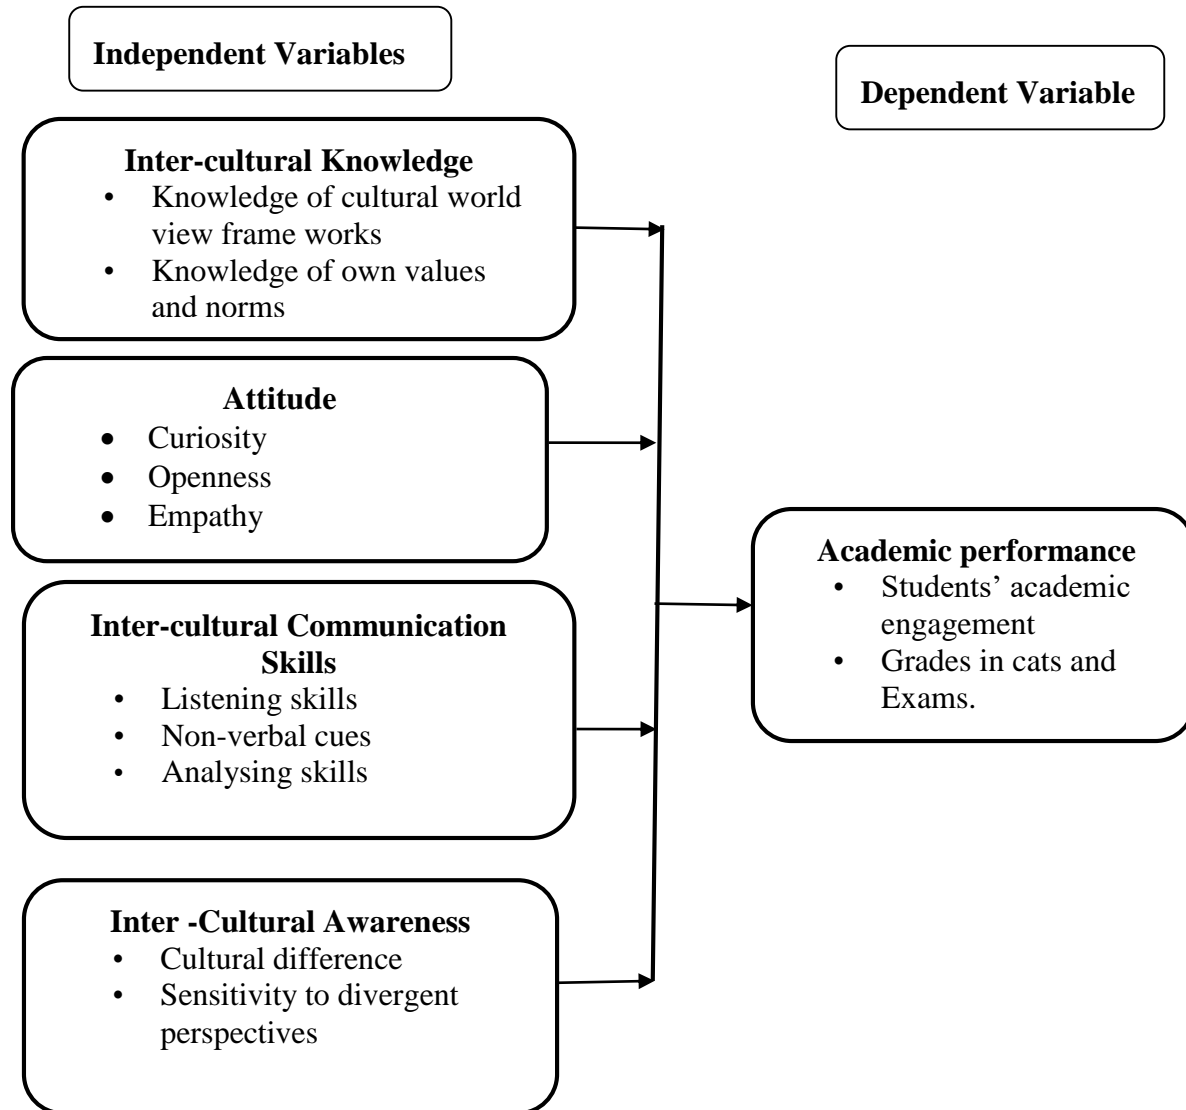 Independent Variables
Dependent Variable
Inter-cultural Knowledge
• Knowledge of cultural world
view frame works
• Knowledge of own values
and norms
Attitude
• Curiosity
• Openness
• Empathy
Inter-cultural Communication
Skills
• Listening skills
• Non-verbal cues
• Analysing skills
Inter -Cultural Awareness
• Cultural difference
• Sensitivity to divergent
perspectives
Academic performance
• Students’ academic
engagement
• Grades in cats and
Exams.